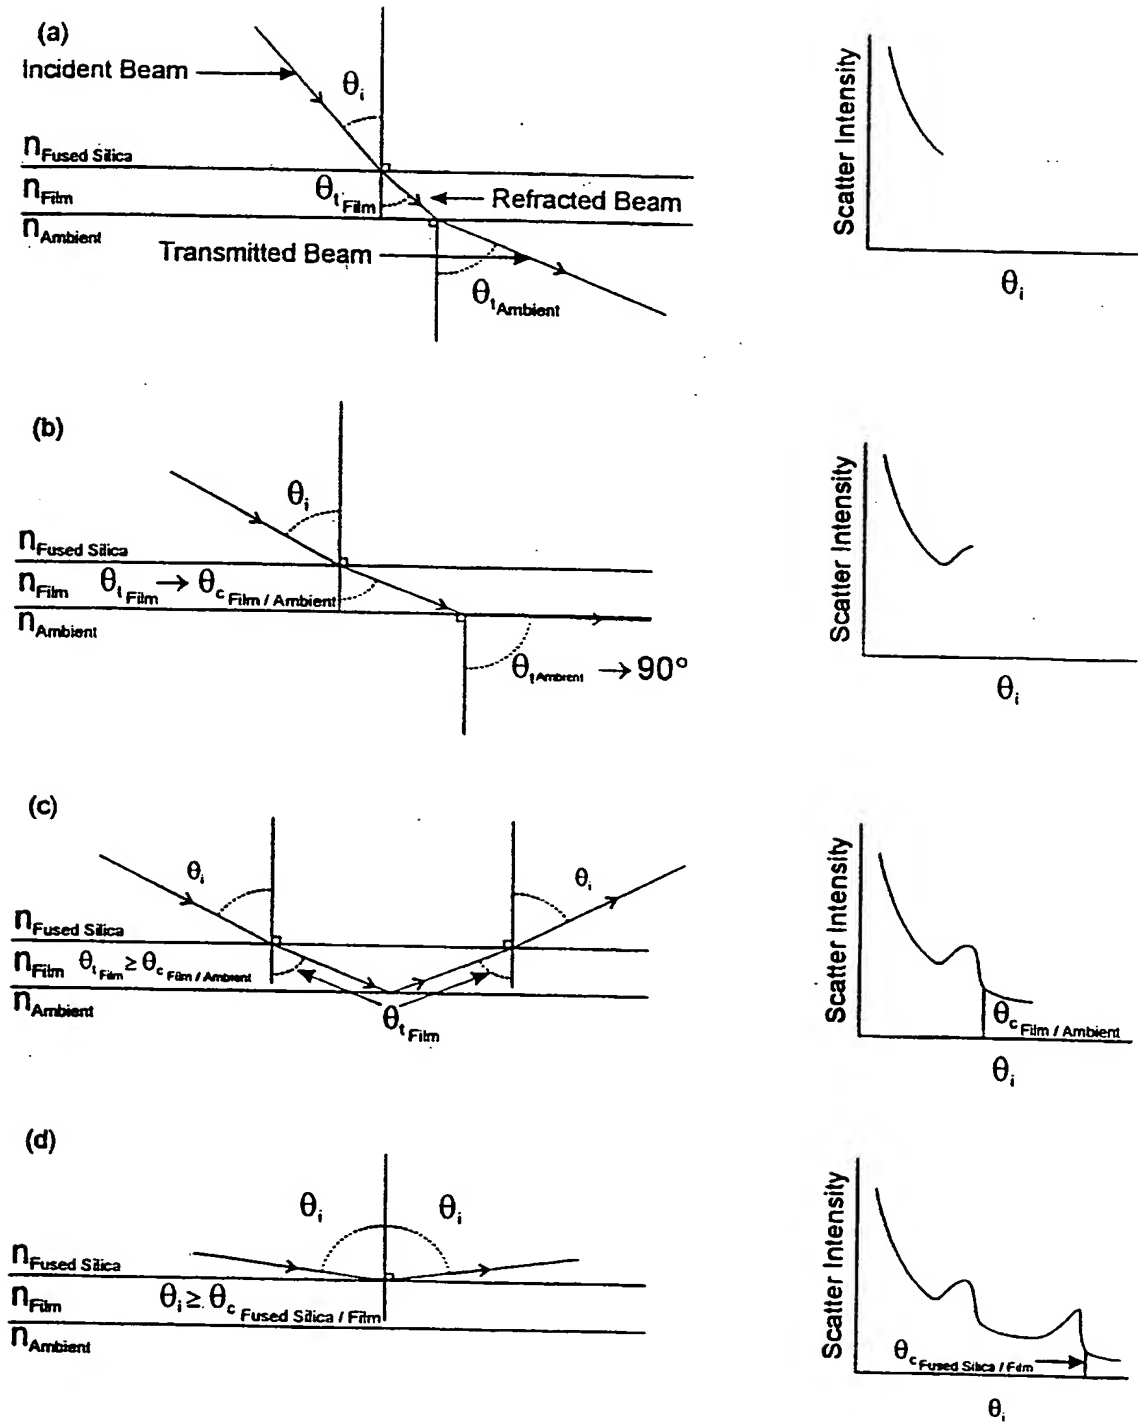 (a)
Incident Beam
θi
nFused Silica
nFilm
θtFilm
Refracted Beam
nAmbient
Transmitted Beam
θtAmbient
Scatter Intensity
θi
(b)
θi
nFused Silica
nFilm θtFilm → θcFilm / Ambient
nAmbient
θtAmbient → 90°
Scatter Intensity
θi
(c)
θi
θi
nFused Silica
nFilm θtFilm ≥ θcFilm / Ambient
nAmbient
θtFilm
Scatter Intensity
θcFilm / Ambient
θi
(d)
θi θi
nFused Silica
nFilm θi ≥ θcFused Silica / Film
nAmbient
Scatter Intensity
θcFused Silica / Film
θi